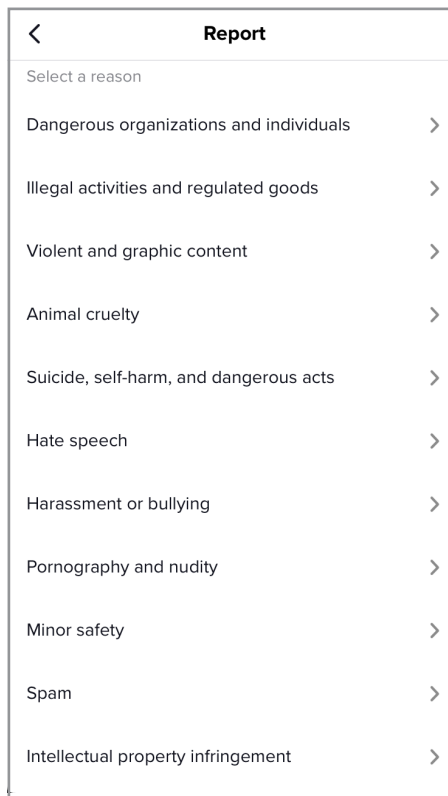 Report
Select a reason
Dangerous organizations and individuals
Illegal activities and regulated goods
Violent and graphic content
Animal cruelty
Suicide, self-harm, and dangerous acts
Hate speech
Harassment or bullying
Pornography and nudity
Minor safety
Spam
Intellectual property infringement